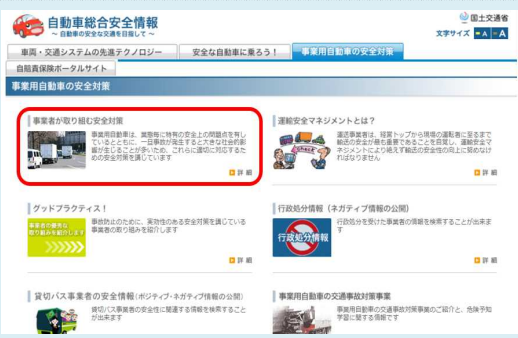 自動車総合安全情報
～ 自動車の安全な交通を目指して ～
国土交通省
文字サイズ -A -A
車両・交通システムの先進テクノロジー
安全な自動車に乗ろう！
事業用自動車の安全対策
自賠責保険ポータルサイト
事業用自動車の安全対策
事業者が取り組む安全対策
事業用自動車は、業態毎に特有の安全上の問題点を有し
ているとともに、一旦事故が発生すると大きな社会的影
響が生じることが多いため、これらに適切に対応するた
めの安全対策を講じています
詳 細
運輸安全マネジメントとは？
運送事業者は、経営トップから現場の運転者に至るまで
輸送の安全が最も重要であることを自覚し、運輸安全マ
ネジメントにより絶えず輸送の安全性の向上に努めなけ
ればなりません
詳 細
グッドプラクティス！
事業者の優良な
取り組みを紹介します
事故防止のために、実効性のある安全対策を講じている
事業者の取り組みを紹介します
詳 細
行政処分情報（ネガティブ情報の公開）
行政処分情報
行政処分を受けた事業者の情報を検索することが出来ま
す
詳 細
貸切バス事業者の安全情報(ポジティブ・ネガティブ情報の公開)
貸切バス事業者の安全性に関連する情報を検索すること
が出来ます
事業用自動車の交通事故対策事業
事業用自動車の交通事故対策事業のご紹介と、危険予知
学習に関する情報です